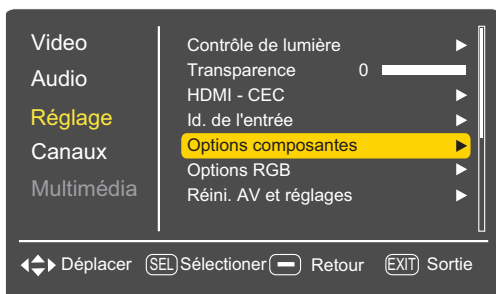 Video
Audio
Réglage
Canaux
Multimédia
Contrôle de lumière
Transparence 0
HDMI - CEC
Id. de l'entrée
Options composantes
Options RGB
Réini. AV et réglages
Déplacer SEL Sélectioner Retour EXIT Sortie